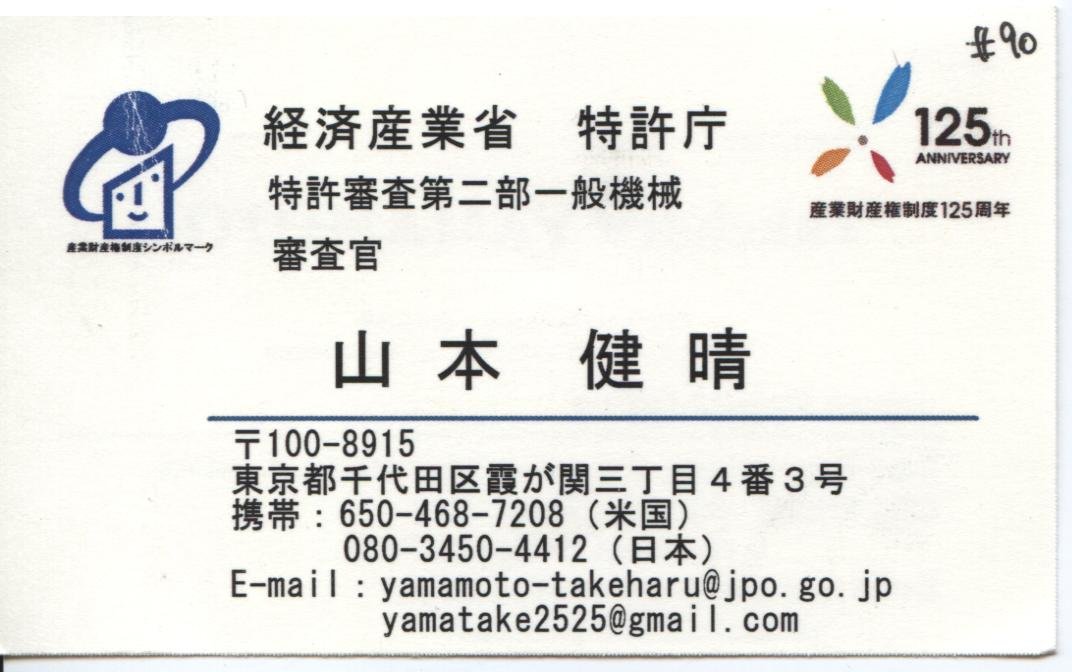 #90
経済産業省　特許庁
特許審査第二部一般機械
審査官
産業財産権制度シンボルマーク
125th
ANNIVERSARY
産業財産権制度125周年
山本　健晴
〒100-8915
東京都千代田区霞が関三丁目４番３号
携帯：650-468-7208（米国）
080-3450-4412（日本）
E-mail：yamamoto-takeharu@jpo.go.jp
yamatake2525@gmail.com